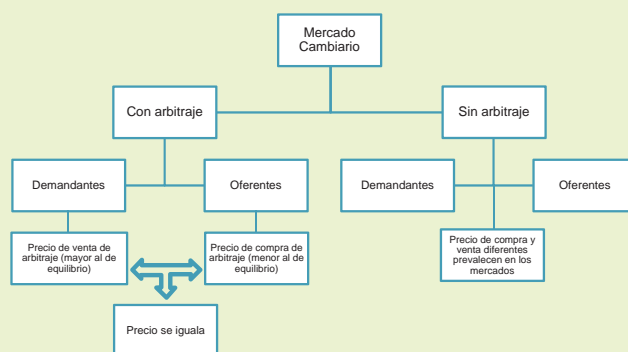 Mercado
Cambiario
Con arbitraje
Sin arbitraje
Demandantes
Oferentes
Demandantes
Oferentes
Precio de venta de
arbitraje (mayor al de
equilibrio)
Precio de compra de
arbitraje (menor al de
equilibrio)
Precio de compra y
venta diferentes
prevalecen en los
mercados
Precio se iguala